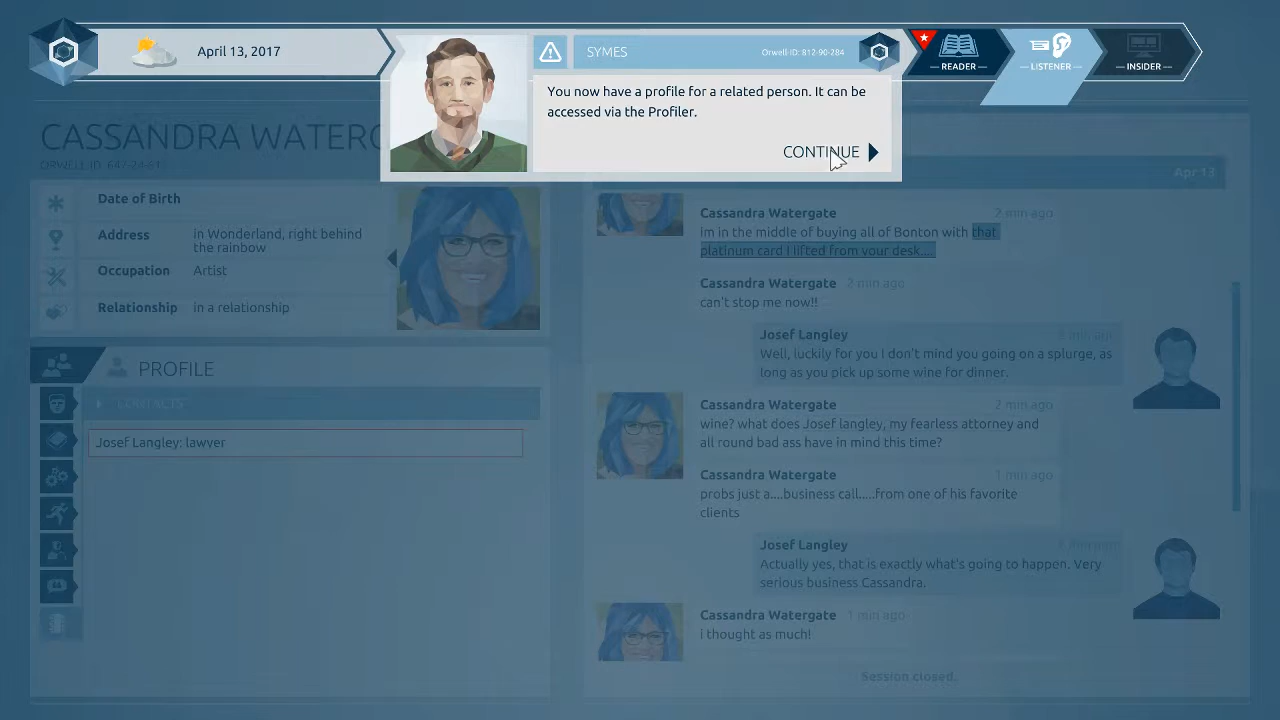 April 13, 2017
SYMES
Orwell ID: 812-90-284
You now have a profile for a related person. It can be
accessed via the Profiler.
CONTINUE
— READER —
— LISTENER —
— INSIDER —
CASSANDRA WATERG
ORWELL ID: 647-24-61
Date of Birth
Address
in Wonderland, right behind
the rainbow
Occupation
Artist
Relationship
in a relationship
PROFILE
CONTACTS
Josef Langley: lawyer
Apr 13
Cassandra Watergate
2 min ago
Im in the middle of buying all of Bonton with that
platinum card I lifted from your desk....
Cassandra Watergate
2 min ago
can't stop me now!!
Josef Langley
Well, luckily for you I don't mind you going on a splurge, as
long as you pick up some wine for dinner.
Cassandra Watergate
2 min ago
wine? what does Josef langley, my fearless attorney and
all round bad ass have in mind this time?
Cassandra Watergate
1 min ago
probs just a....business call.....from one of his favorite
clients
Josef Langley
1 min ago
Actually yes, that is exactly what's going to happen. Very
serious business Cassandra.
Cassandra Watergate
1 min ago
i thought as much!
Session closed.